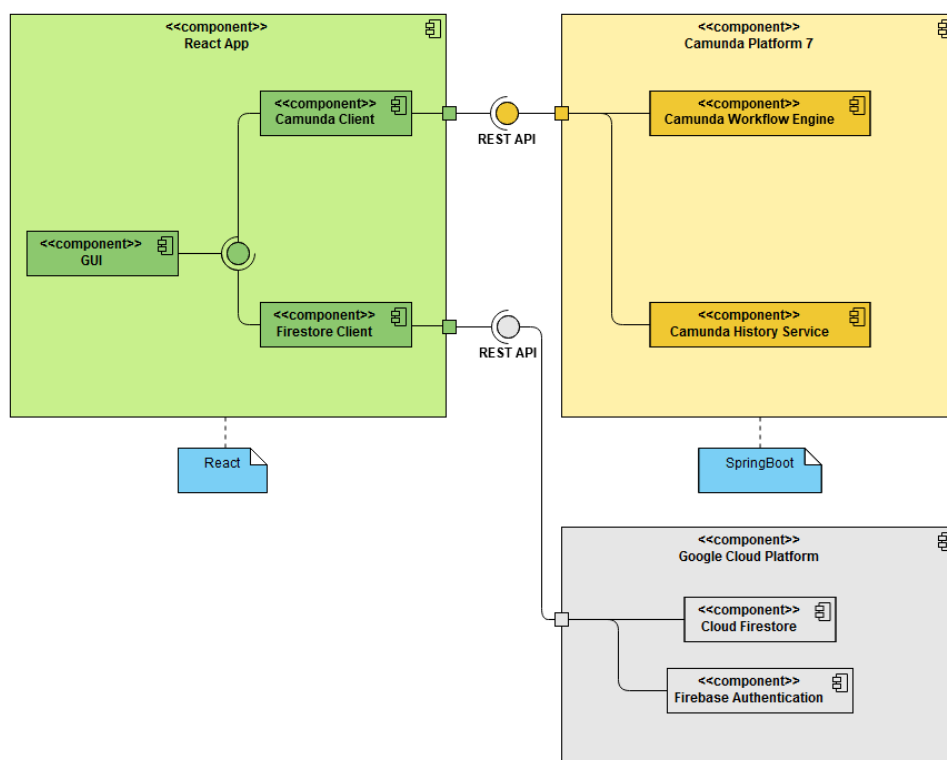 <<component>>
React App
<<component>>
Camunda Client
<<component>>
GUI
<<component>>
Firestore Client
REST API
REST API
<<component>>
Camunda Platform 7
<<component>>
Camunda Workflow Engine
<<component>>
Camunda History Service
React
SpringBoot
<<component>>
Google Cloud Platform
<<component>>
Cloud Firestore
<<component>>
Firebase Authentication